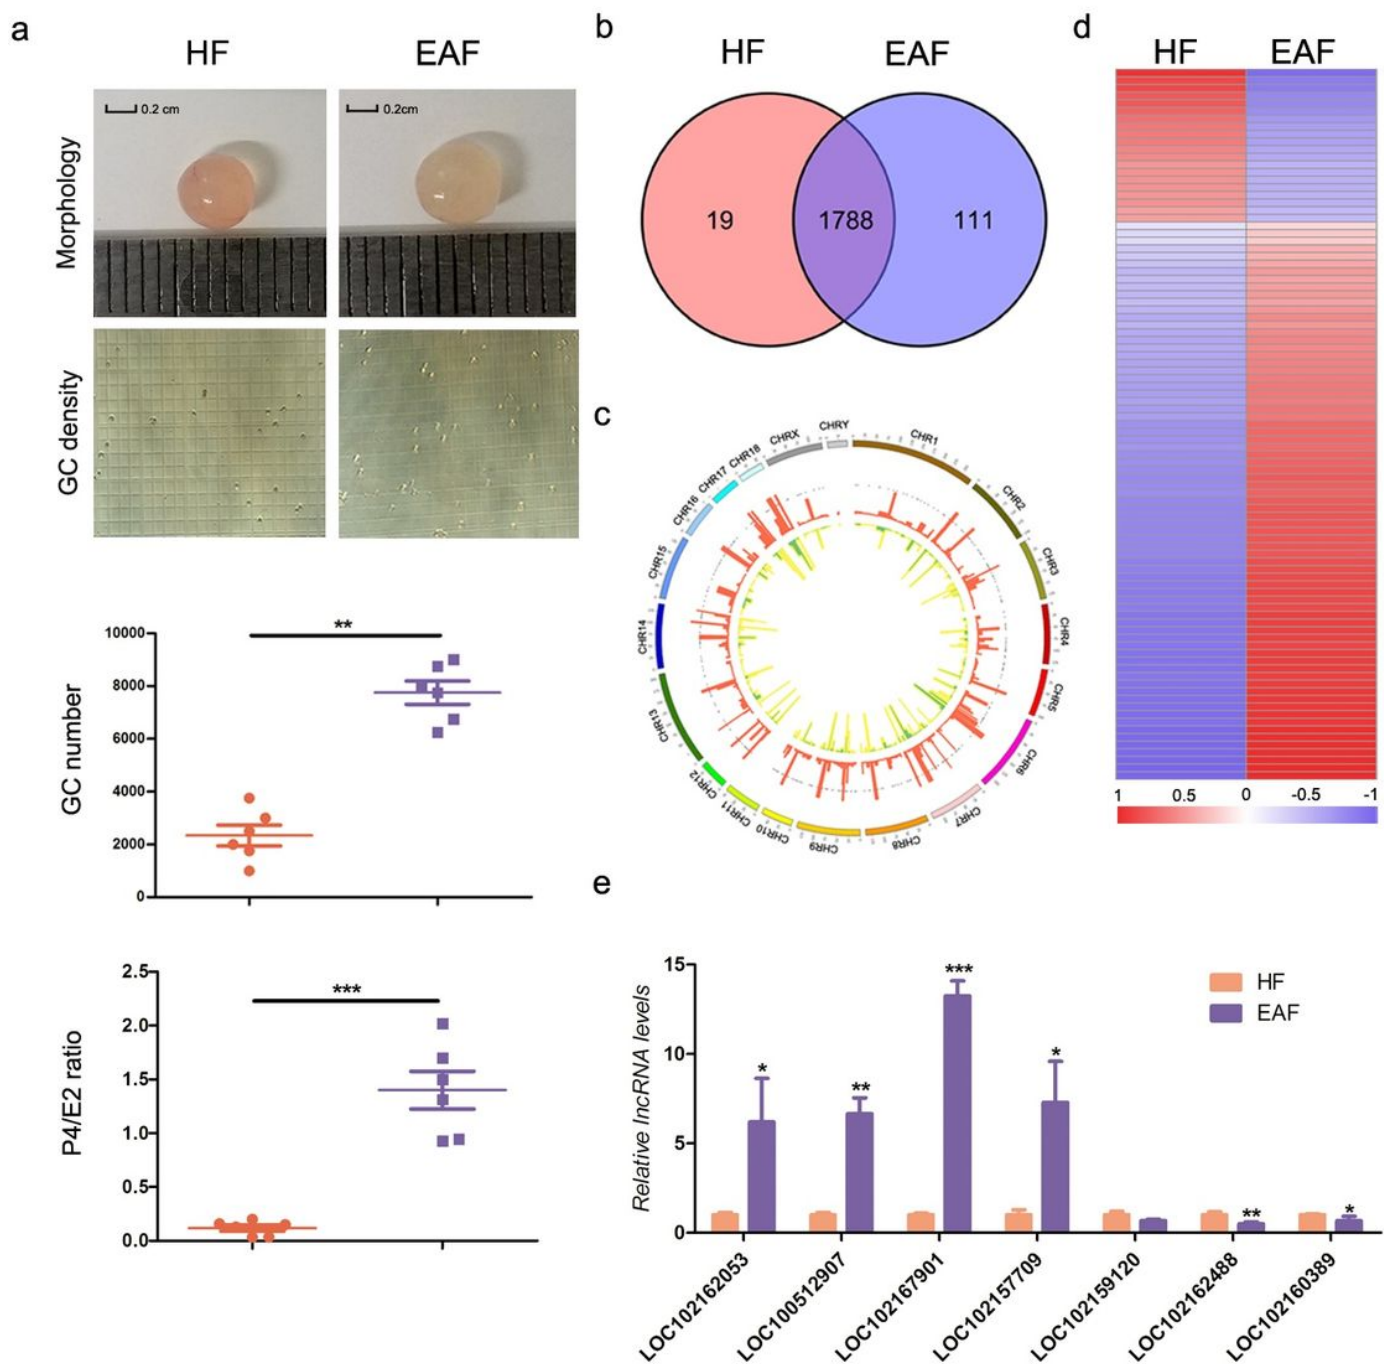 a
HF
EAF
Morphology
0.2 cm
0.2cm
GC density
GC number
10000
8000
6000
4000
2000
0
**
P4/E2 ratio
2.5
2.0
1.5
1.0
0.5
0.0
***
b
HF
EAF
19
1788
111
c
CHR1
CHR2
CHR3
CHR4
CHR5
CHR6
CHR7
CHR8
CHR9
CHR10
CHR11
CHR12
CHR13
CHR14
CHR15
CHR16
CHR17
CHR18
CHRX
CHRY
d
HF
EAF
1 0.5 0 -0.5 -1
e
Relative lncRNA levels
15
10
5
0
*
**
***
*
**
*
HF
EAF
LOC102162053
LOC100512907
LOC102167901
LOC102157709
LOC102159120
LOC102162488
LOC102160389